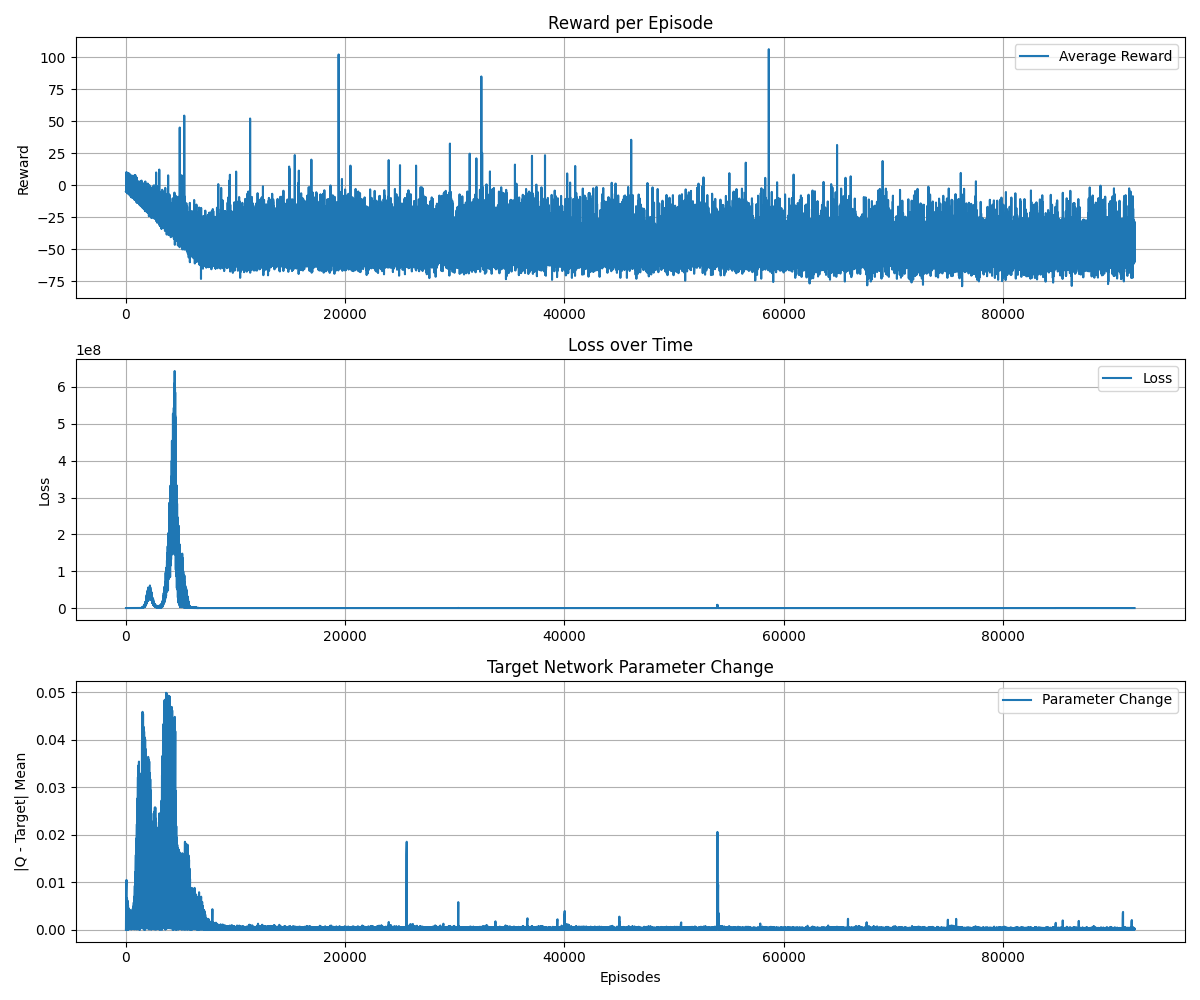 Reward per Episode
Average Reward
Reward
100
75
50
25
0
−25
−50
−75
0 20000 40000 60000 80000
Loss over Time
1e8
Loss
Loss
6
5
4
3
2
1
0
0 20000 40000 60000 80000
Target Network Parameter Change
Parameter Change
|Q - Target| Mean
0.05
0.04
0.03
0.02
0.01
0.00
0 20000 40000 60000 80000
Episodes